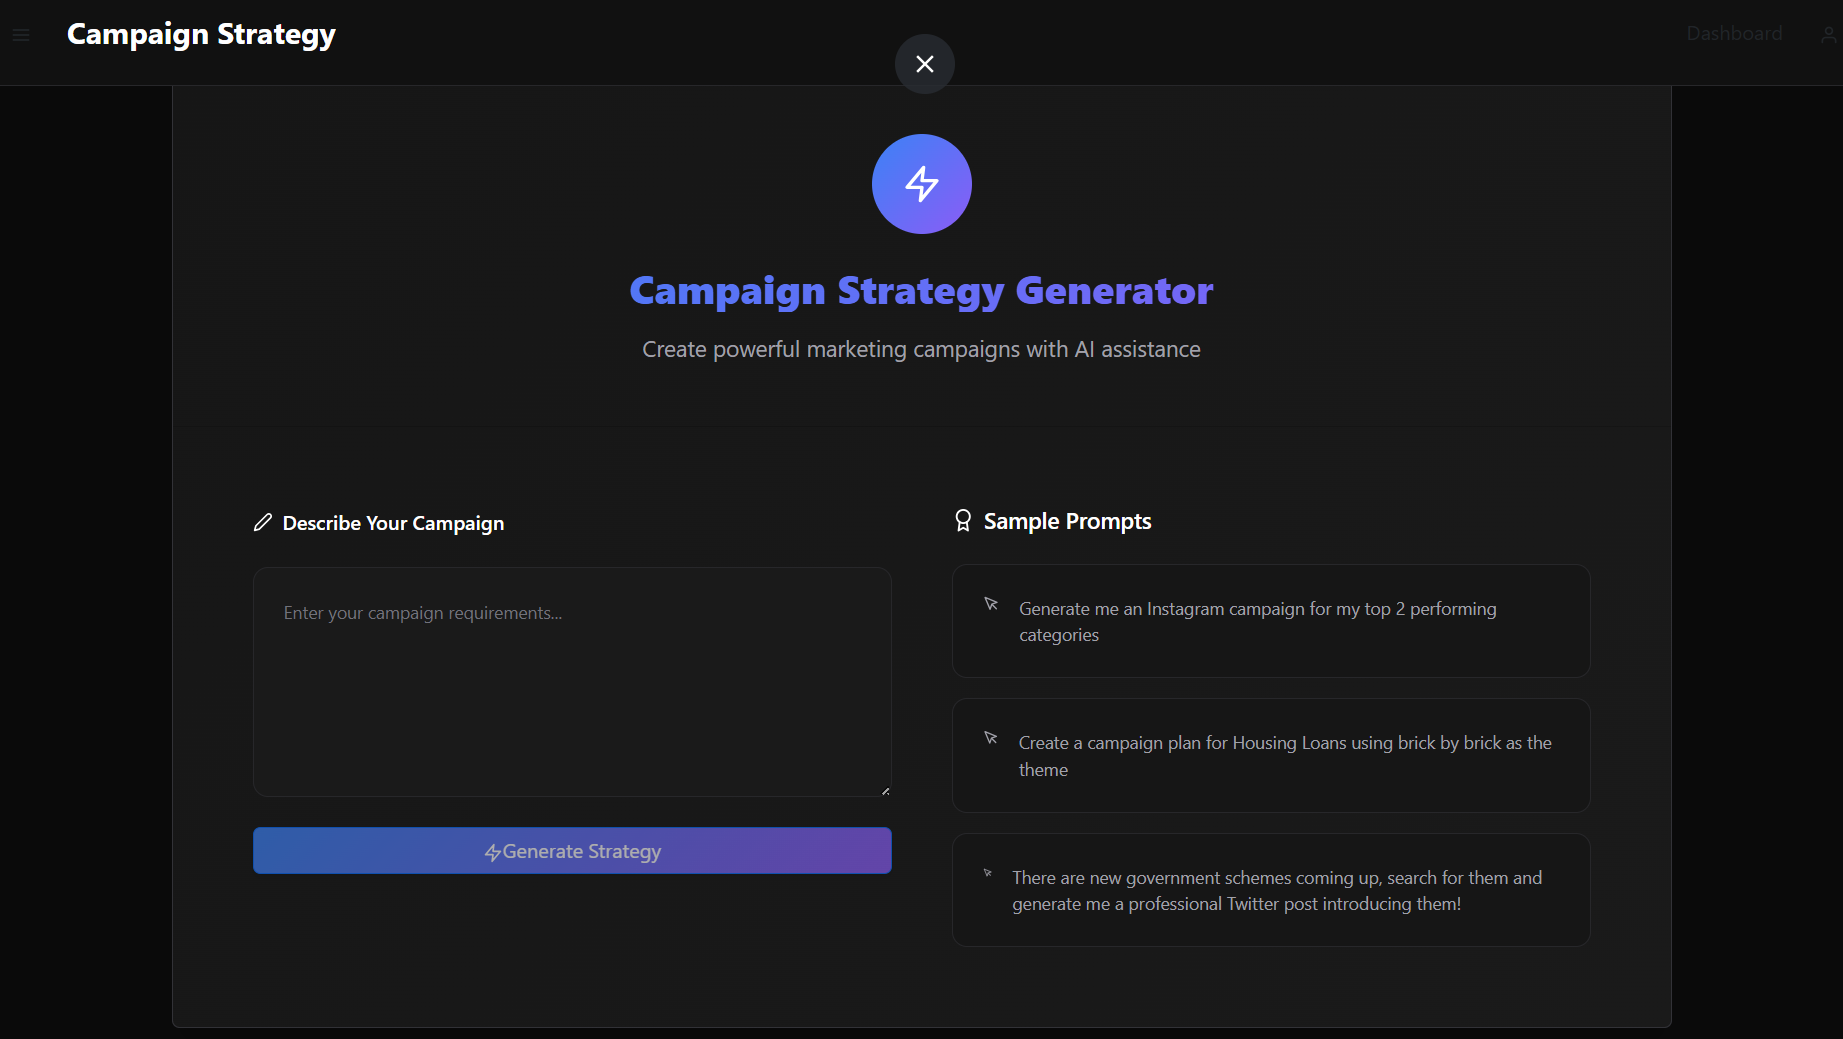 Campaign Strategy
Dashboard
Campaign Strategy Generator
Create powerful marketing campaigns with AI assistance
Describe Your Campaign
Enter your campaign requirements...
Generate Strategy
Sample Prompts
Generate me an Instagram campaign for my top 2 performing
categories
Create a campaign plan for Housing Loans using brick by brick as the
theme
There are new government schemes coming up, search for them and
generate me a professional Twitter post introducing them!